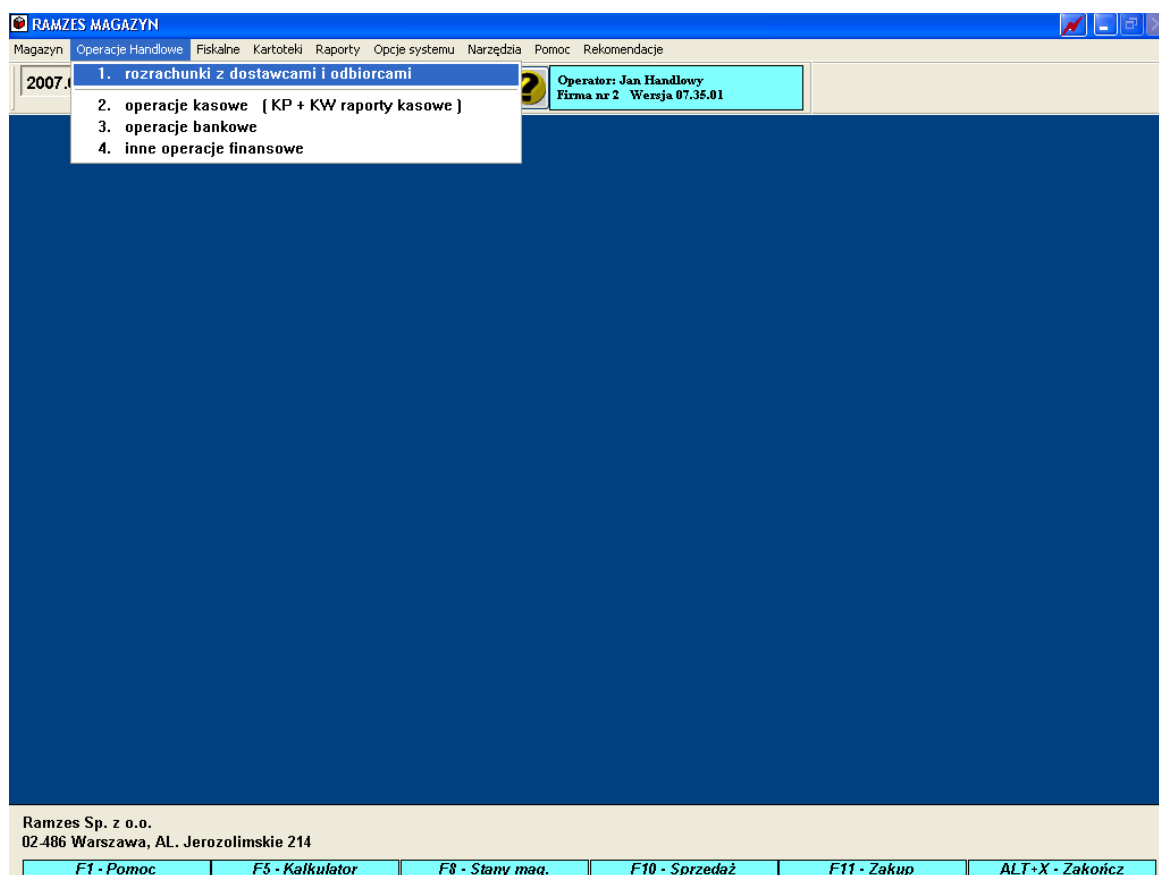 RAMZES MAGAZYN
Magazyn Operacje Handlowe Fiskalne Kartoteki Raporty Opcje systemu Narzędzia Pomoc Rekomendacje
2007.
1. rozrachunki z dostawcami i odbiorcami
2. operacje kasowe ( KP + KW raporty kasowe )
3. operacje bankowe
4. inne operacje finansowe
Operator: Jan Handlowy
Firma nr 2 Wersja 07.35.01
Ramzes Sp. z o.o.
02-486 Warszawa, AL. Jerozolimskie 214
F1 - Pomoc F5 - Kalkulator F8 - Stany mag. F10 - Sprzedaż F11 - Zakup ALT+X - Zakończ